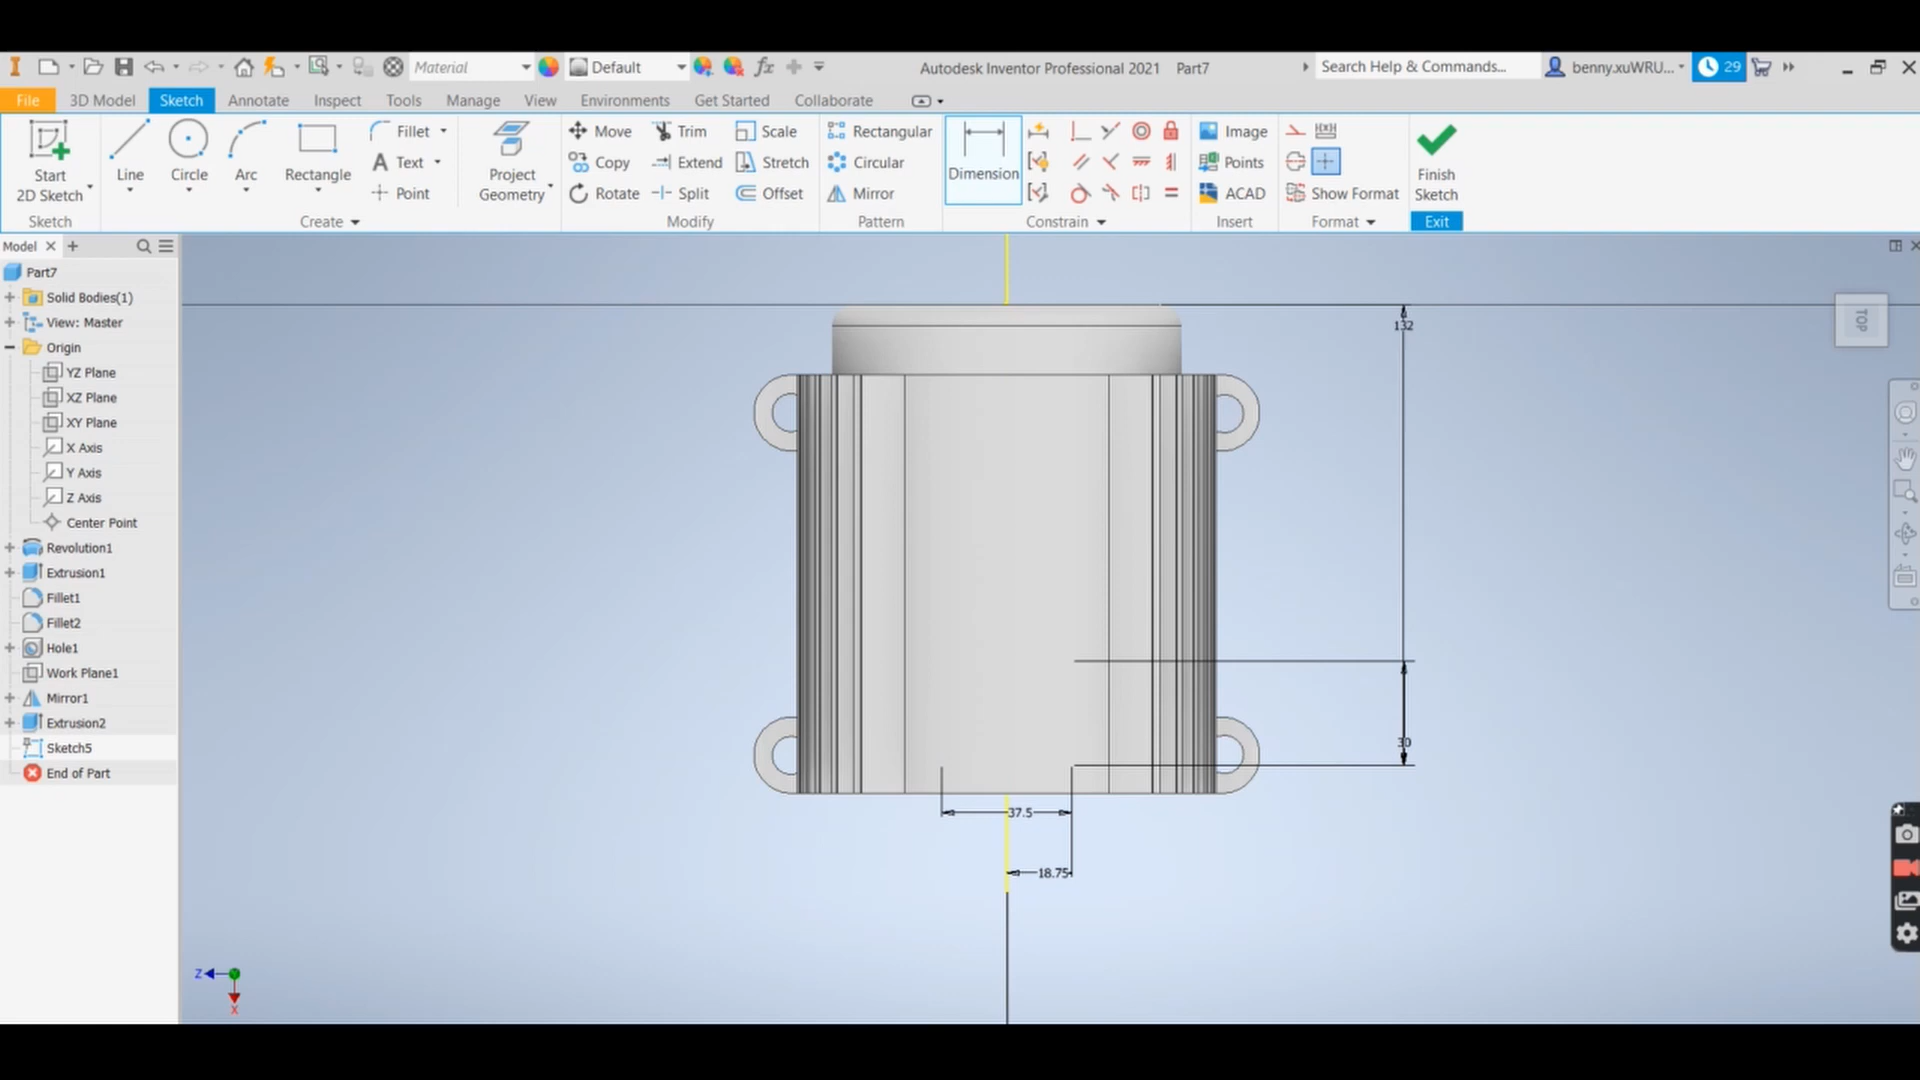 Material Default Autodesk Inventor Professional 2021 Part7 Search Help & Commands... benny.xuWRU... 29
File 3D Model Sketch Annotate Inspect Tools Manage View Environments Get Started Collaborate
Start 2D Sketch
Line
Circle
Arc
Rectangle
Fillet
Text
Point
Project Geometry
Move
Copy
Rotate
Trim
Extend
Split
Scale
Stretch
Offset
Rectangular
Circular
Mirror
Dimension
Image
Points
ACAD
Show Format
Finish Sketch
Sketch Create Modify Pattern Constrain Insert Format Exit
Model
Part7
Solid Bodies(1)
View: Master
Origin
YZ Plane
XZ Plane
XY Plane
X Axis
Y Axis
Z Axis
Center Point
Revolution1
Extrusion1
Fillet1
Fillet2
Hole1
Work Plane1
Mirror1
Extrusion2
Sketch5
End of Part
TOP
132
30
37.5
18.75
Z
X